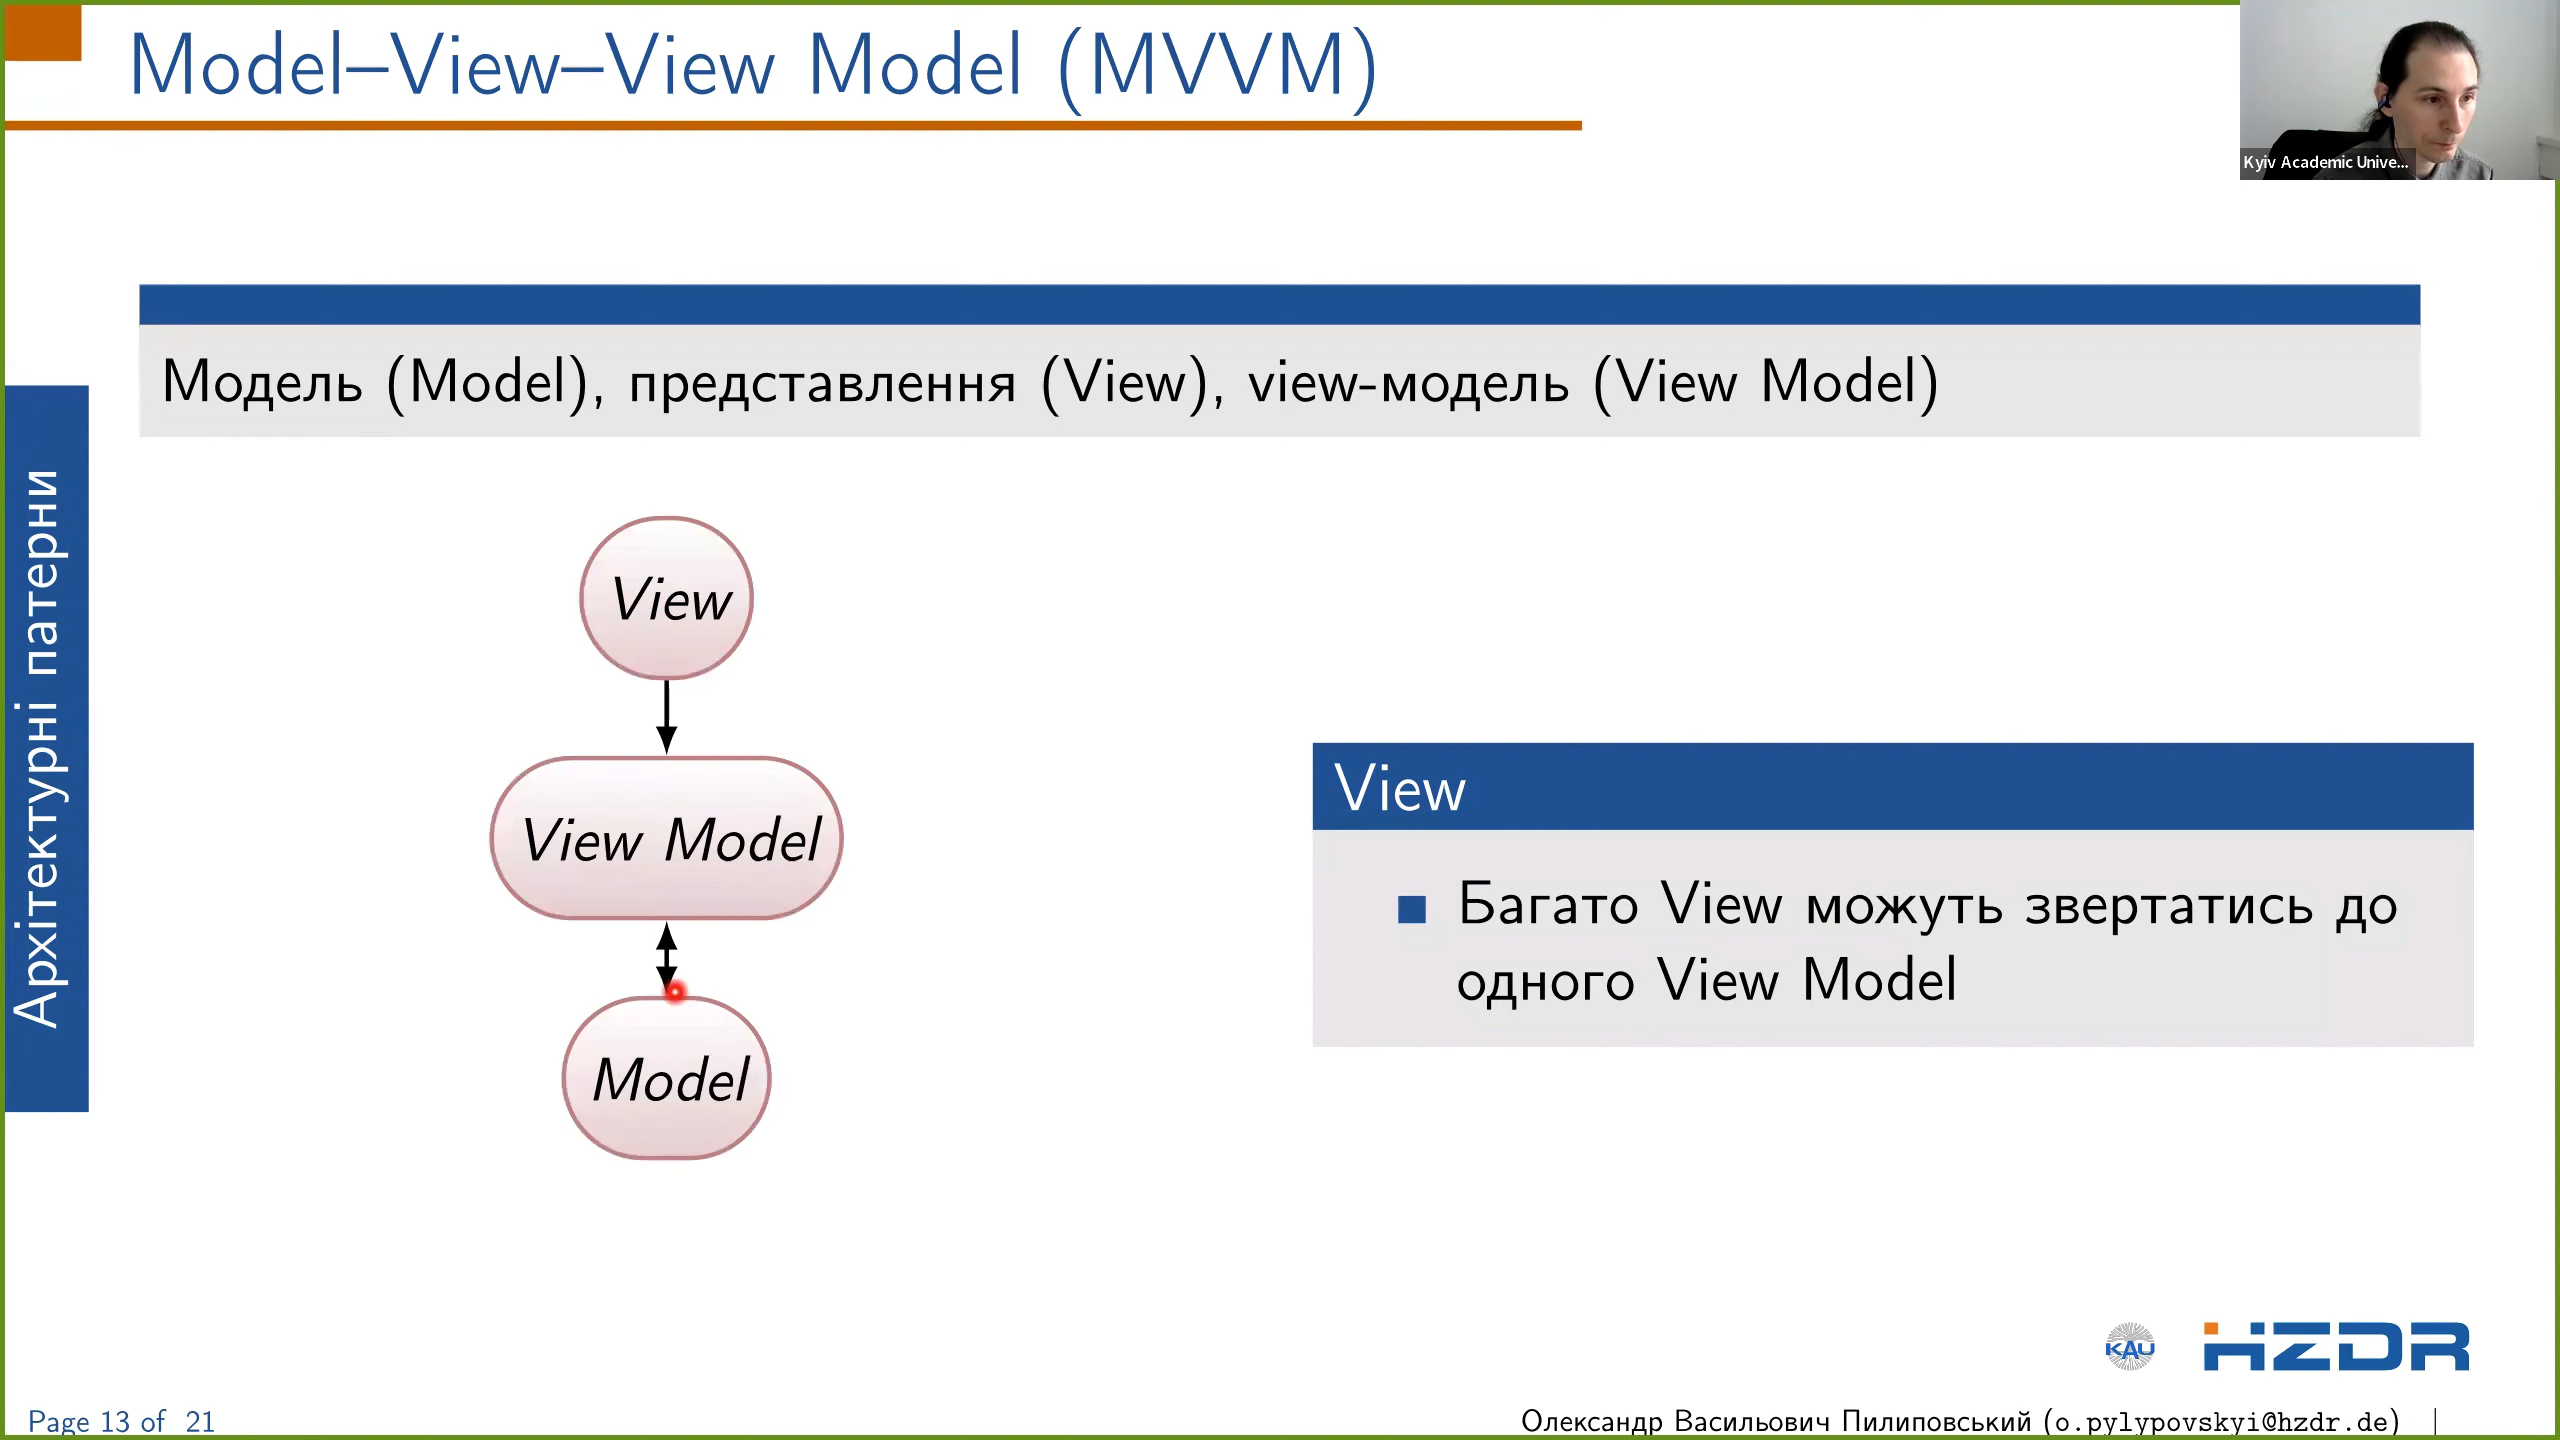 Model–View–View Model (MVVM)
Kyiv Academic Unive...
Модель (Model), представлення (View), view-модель (View Model)
Архітектурні патерни
View
View Model
Model
View
Багато View можуть звертатись до
одного View Model
KAU
HZDR
Page 13 of 21
Олександр Васильович Пилиповський (o.pylypovskyi@hzdr.de) |